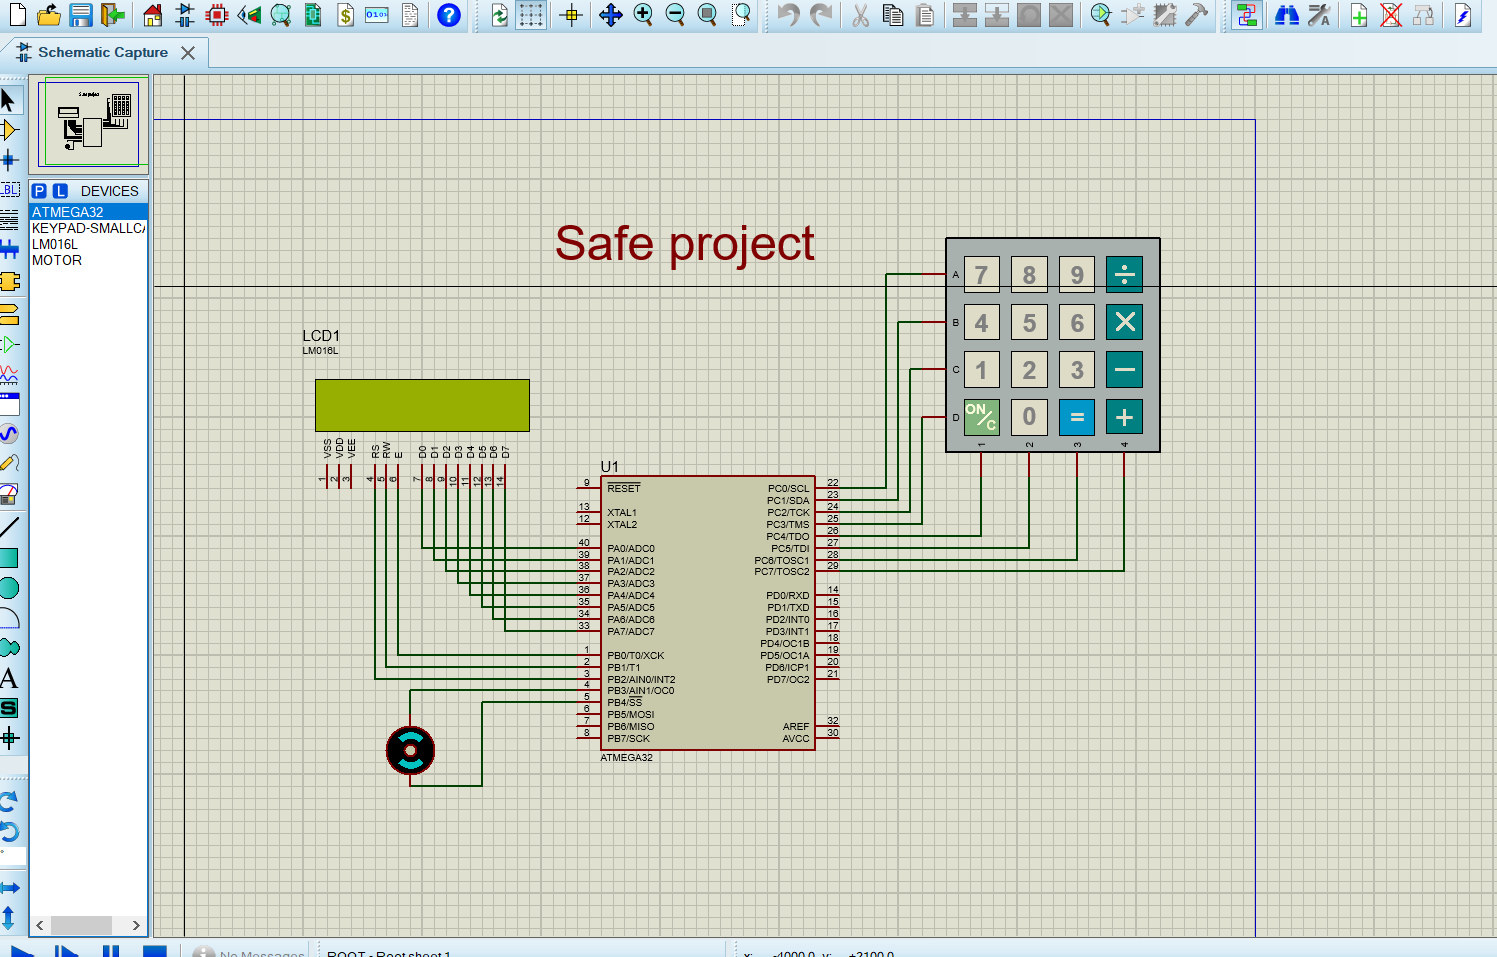 Schematic Capture
P L DEVICES
ATMEGA32
KEYPAD-SMALLCA
LM016L
MOTOR
Safe project
LCD1
LM016L
VSS
VDD
VEE
RS
RW
E
D0
D1
D2
D3
D4
D5
D6
D7
1
2
3
4
5
6
7
8
9
10
11
12
13
14
A 7 8 9 ÷
B 4 5 6 ×
C 1 2 3 −
D ON/C 0 = +
1 2 3 4
U1
9 RESET
13 XTAL1
12 XTAL2
40 PA0/ADC0
39 PA1/ADC1
38 PA2/ADC2
37 PA3/ADC3
36 PA4/ADC4
35 PA5/ADC5
34 PA6/ADC6
33 PA7/ADC7
1 PB0/T0/XCK
2 PB1/T1
3 PB2/AIN0/INT2
4 PB3/AIN1/OC0
5 PB4/SS
6 PB5/MOSI
7 PB6/MISO
8 PB7/SCK
PC0/SCL 22
PC1/SDA 23
PC2/TCK 24
PC3/TMS 25
PC4/TDO 26
PC5/TDI 27
PC6/TOSC1 28
PC7/TOSC2 29
PD0/RXD 14
PD1/TXD 15
PD2/INT0 16
PD3/INT1 17
PD4/OC1B 18
PD5/OC1A 19
PD6/ICP1 20
PD7/OC2 21
AREF 32
AVCC 30
ATMEGA32
LBL
A
S
No Messages
ROOT - Root sheet 1
x: -4000.0 y: +2100.0